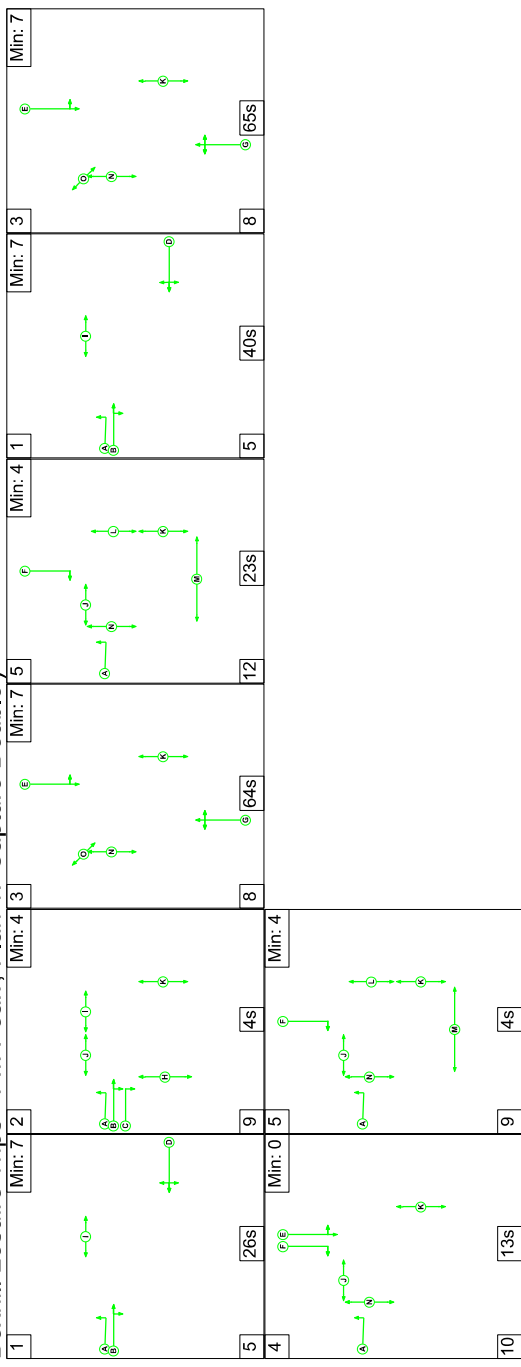 1 Min: 7
I
A
B
D
5 26s
2 Min: 4
J I
A
B
C
H K
9 4s
3 Min: 7
E
O
N
K
G
8 64s
5 Min: 4
F
J
A
N L
K
M
12 23s
1 Min: 7
I
A
B
D
5 40s
3 Min: 7
E
O
N
K
G
8 65s
4 Min: 0
F E
J
A
N
K
10 13s
5 Min: 4
F
J
A
N L
K
M
9 4s